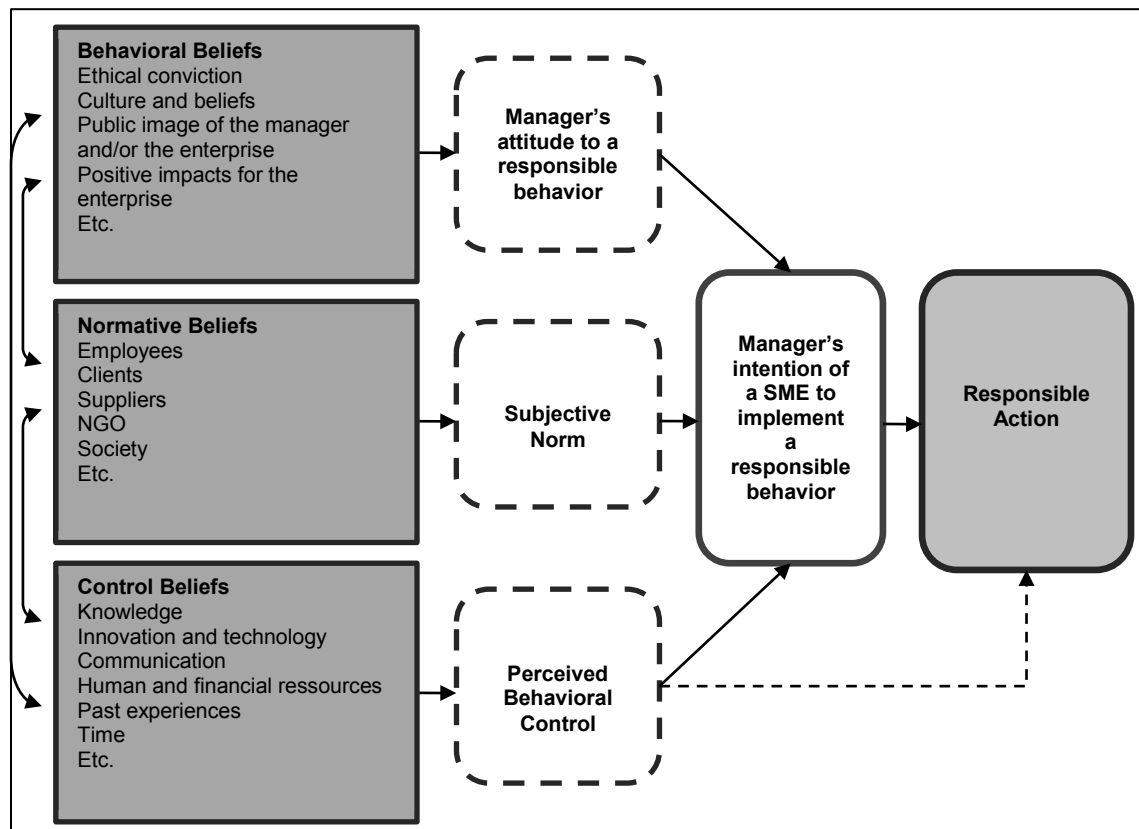 Behavioral Beliefs
Ethical conviction
Culture and beliefs
Public image of the manager
and/or the enterprise
Positive impacts for the
enterprise
Etc.
Manager’s
attitude to a
responsible
behavior
Normative Beliefs
Employees
Clients
Suppliers
NGO
Society
Etc.
Subjective
Norm
Manager’s
intention of
a SME to
implement
a
responsible
behavior
Responsible
Action
Control Beliefs
Knowledge
Innovation and technology
Communication
Human and financial ressources
Past experiences
Time
Etc.
Perceived
Behavioral
Control